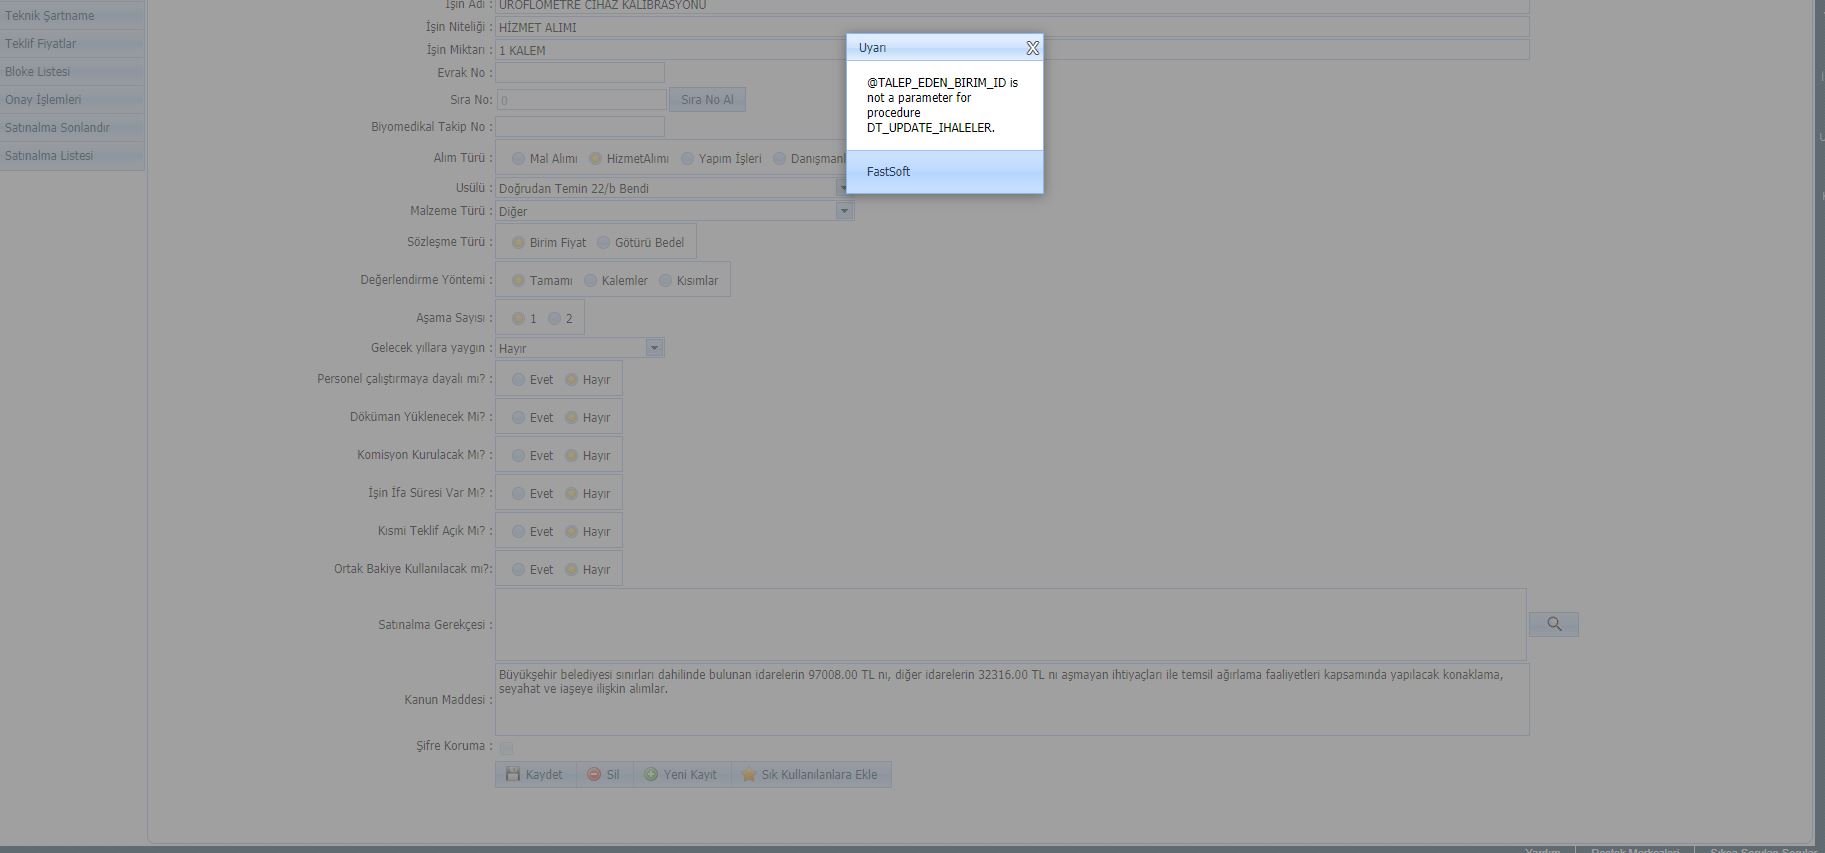 Teknik Şartname
Teklif Fiyatlar
Bloke Listesi
Onay İşlemleri
Satınalma Sonlandır
Satınalma Listesi
İşin Adı : ÜROFLOMETRE CİHAZ KALİBRASYONU
İşin Niteliği : HİZMET ALIMI
İşin Miktarı : 1 KALEM
Evrak No :
Sıra No: 0 Sıra No Al
Biyomedikal Takip No :
Alım Türü : Mal Alımı HizmetAlımı Yapım İşleri
Usülü : Doğrudan Temin 22/b Bendi
Malzeme Türü : Diğer
Sözleşme Türü : Birim Fiyat Götürü Bedel
Değerlendirme Yöntemi : Tamamı Kalemler Kısımlar
Aşama Sayısı : 1 2
Gelecek yıllara yaygın : Hayır
Personel çalıştırmaya dayalı mı? : Evet Hayır
Döküman Yüklenecek Mi? : Evet Hayır
Komisyon Kurulacak Mı? : Evet Hayır
İşin İfa Süresi Var Mı? : Evet Hayır
Kısmi Teklif Açık Mı? : Evet Hayır
Ortak Bakiye Kullanılacak mı?: Evet Hayır
Satınalma Gerekçesi :
Kanun Maddesi : Büyükşehir belediyesi sınırları dahilinde bulunan idarelerin 97008.00 TL nı, diğer idarelerin 32316.00 TL nı aşmayan ihtiyaçları ile temsil ağırlama faaliyetleri kapsamında yapılacak konaklama,
seyahat ve iaşeye ilişkin alımlar.
Şifre Koruma :
Kaydet Sil Yeni Kayıt Sık Kullanılanlara Ekle
Uyarı X
@TALEP_EDEN_BIRIM_ID is
not a parameter for
procedure
DT_UPDATE_IHALELER.
FastSoft